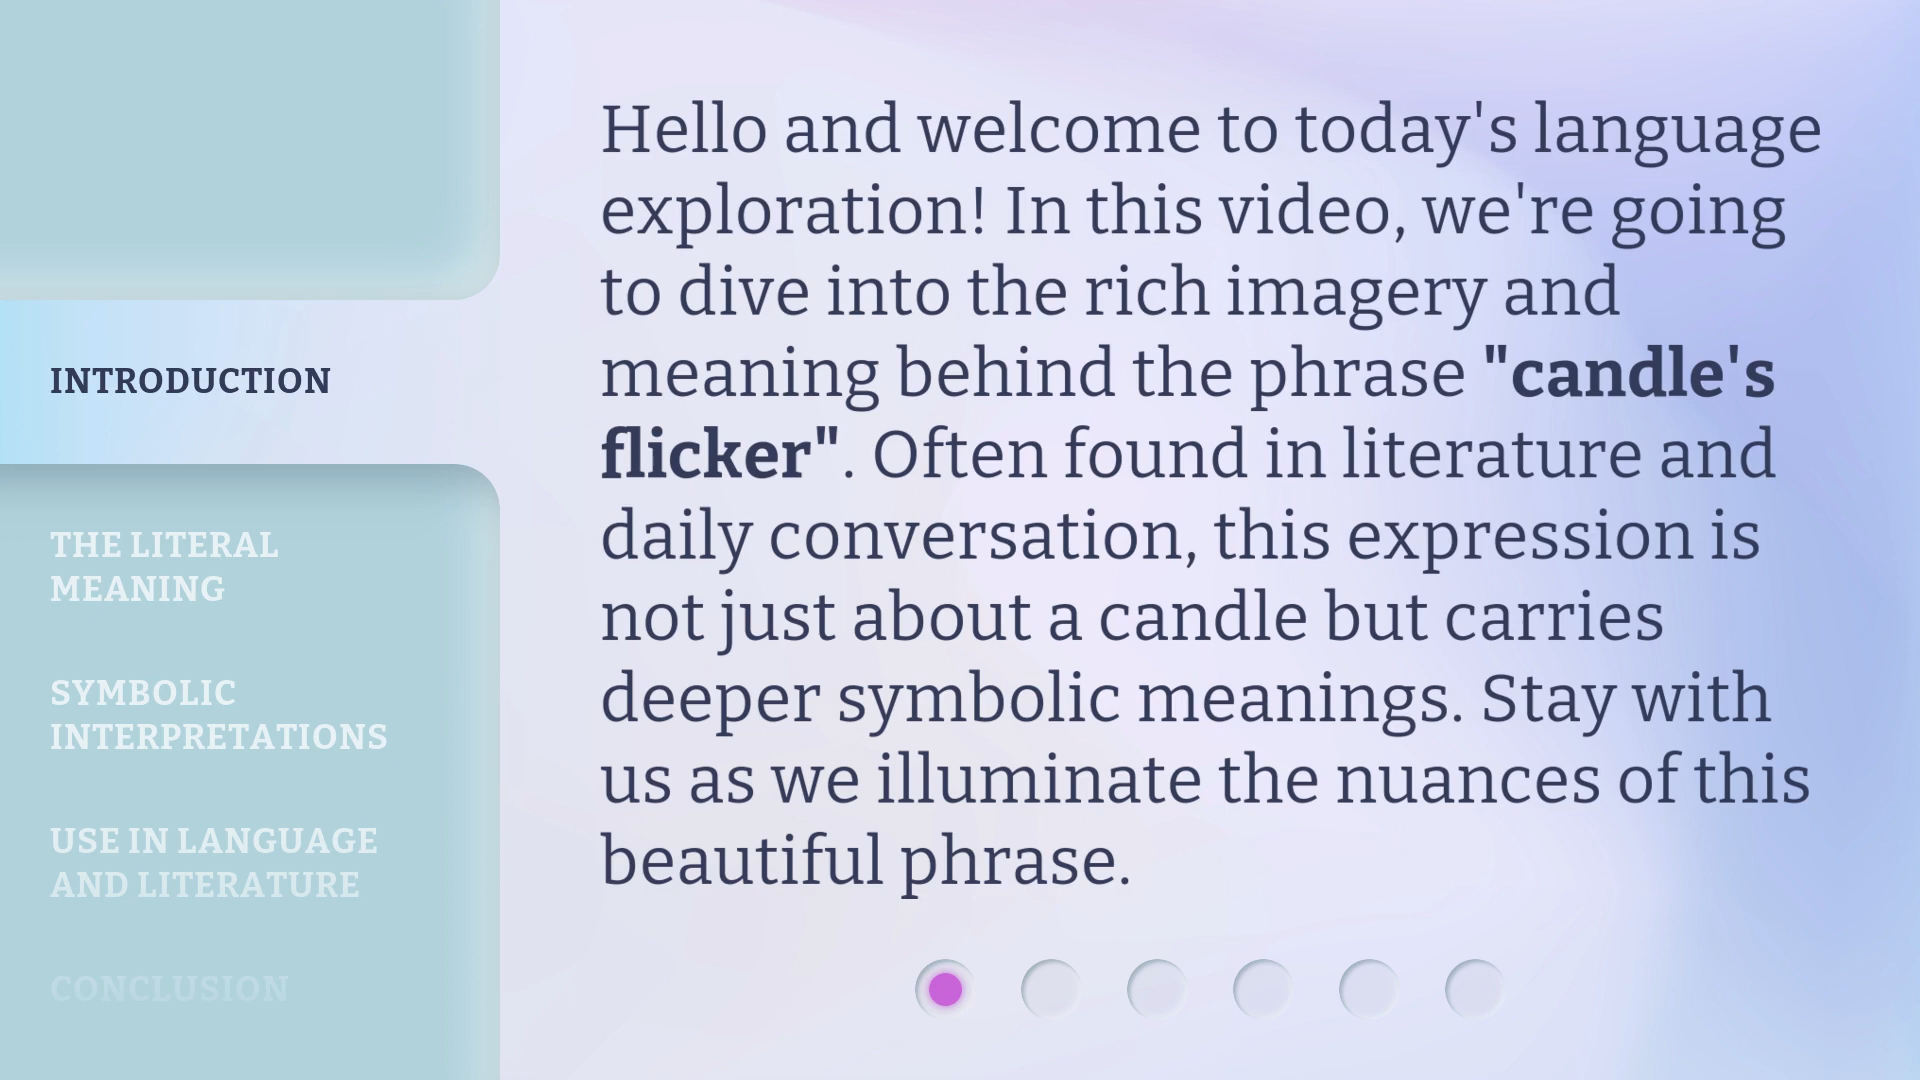 INTRODUCTION
THE LITERAL
MEANING
SYMBOLIC
INTERPRETATIONS
USE IN LANGUAGE
AND LITERATURE
CONCLUSION
Hello and welcome to today's language
exploration! In this video, we're going
to dive into the rich imagery and
meaning behind the phrase "candle's
flicker". Often found in literature and
daily conversation, this expression is
not just about a candle but carries
deeper symbolic meanings. Stay with
us as we illuminate the nuances of this
beautiful phrase.